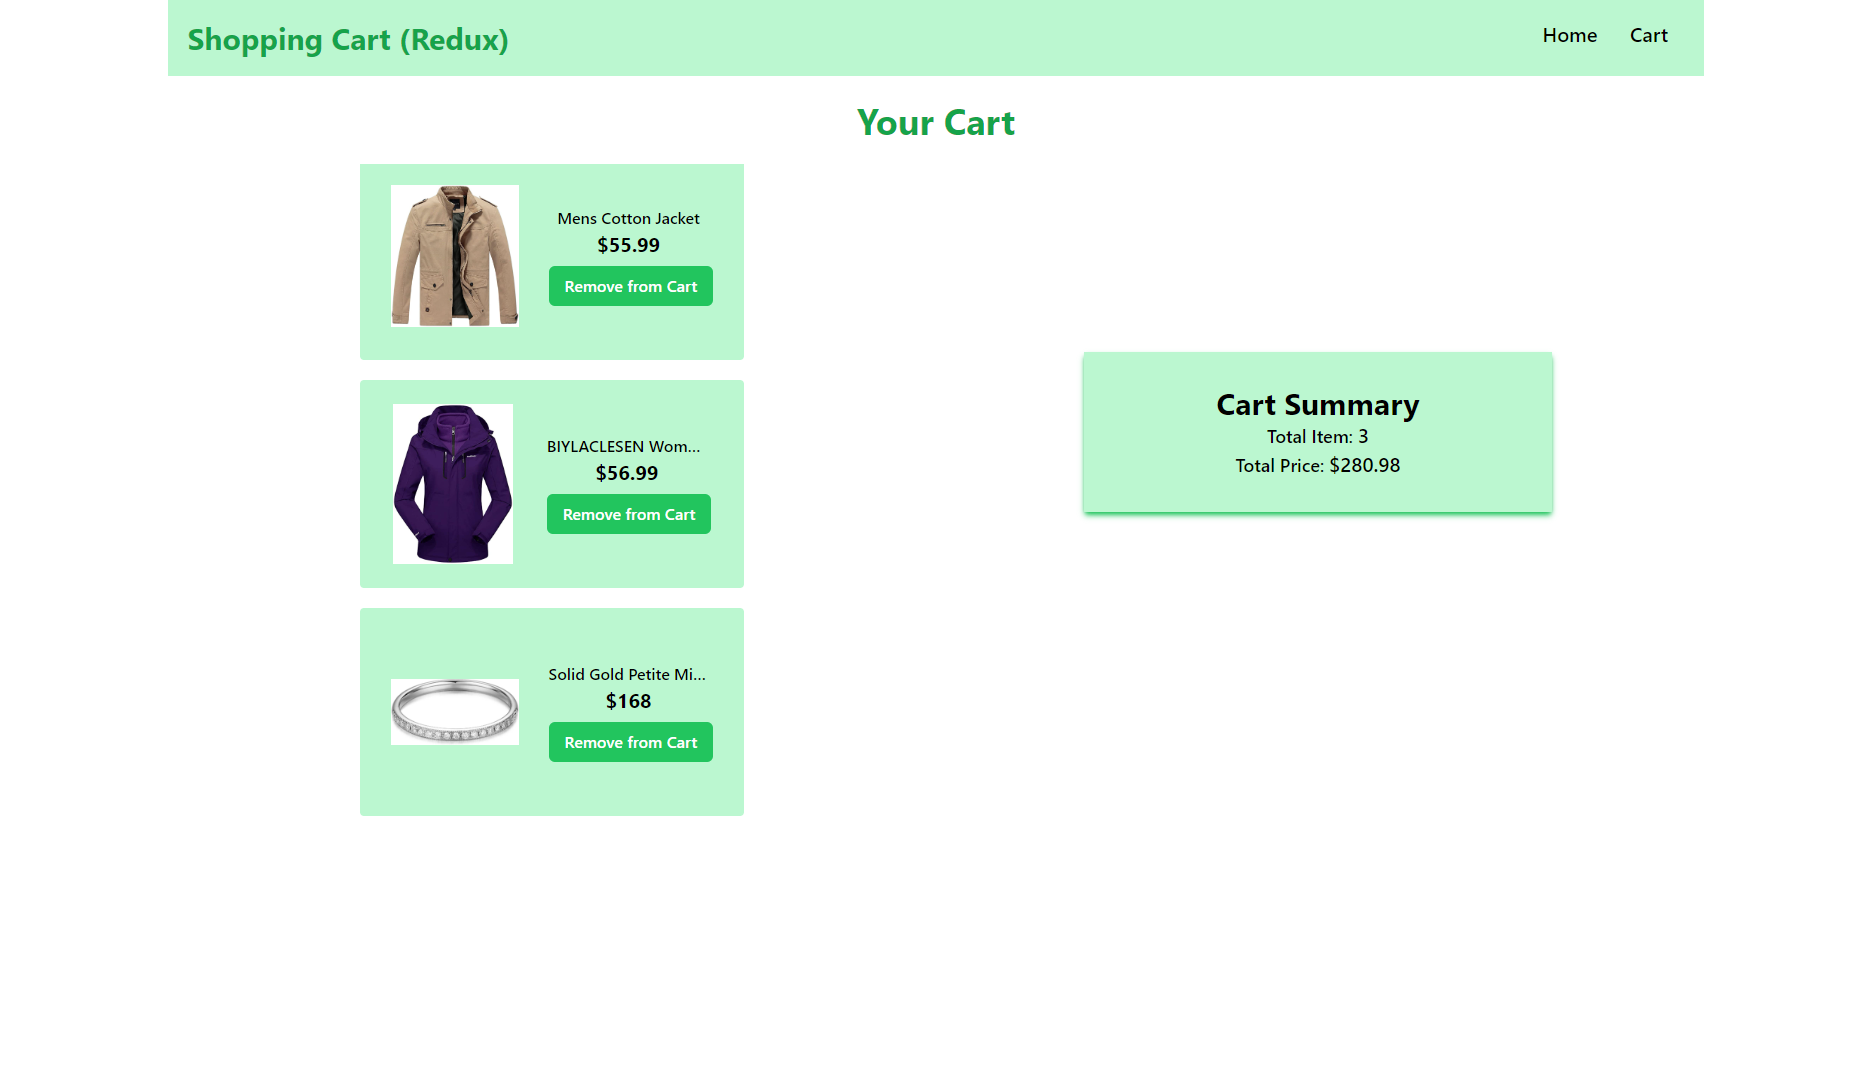 Shopping Cart (Redux)
Home
Cart
Your Cart
Mens Cotton Jacket
$55.99
Remove from Cart
BIYLACLESEN Wom...
$56.99
Remove from Cart
Solid Gold Petite Mi...
$168
Remove from Cart
Cart Summary
Total Item: 3
Total Price: $280.98